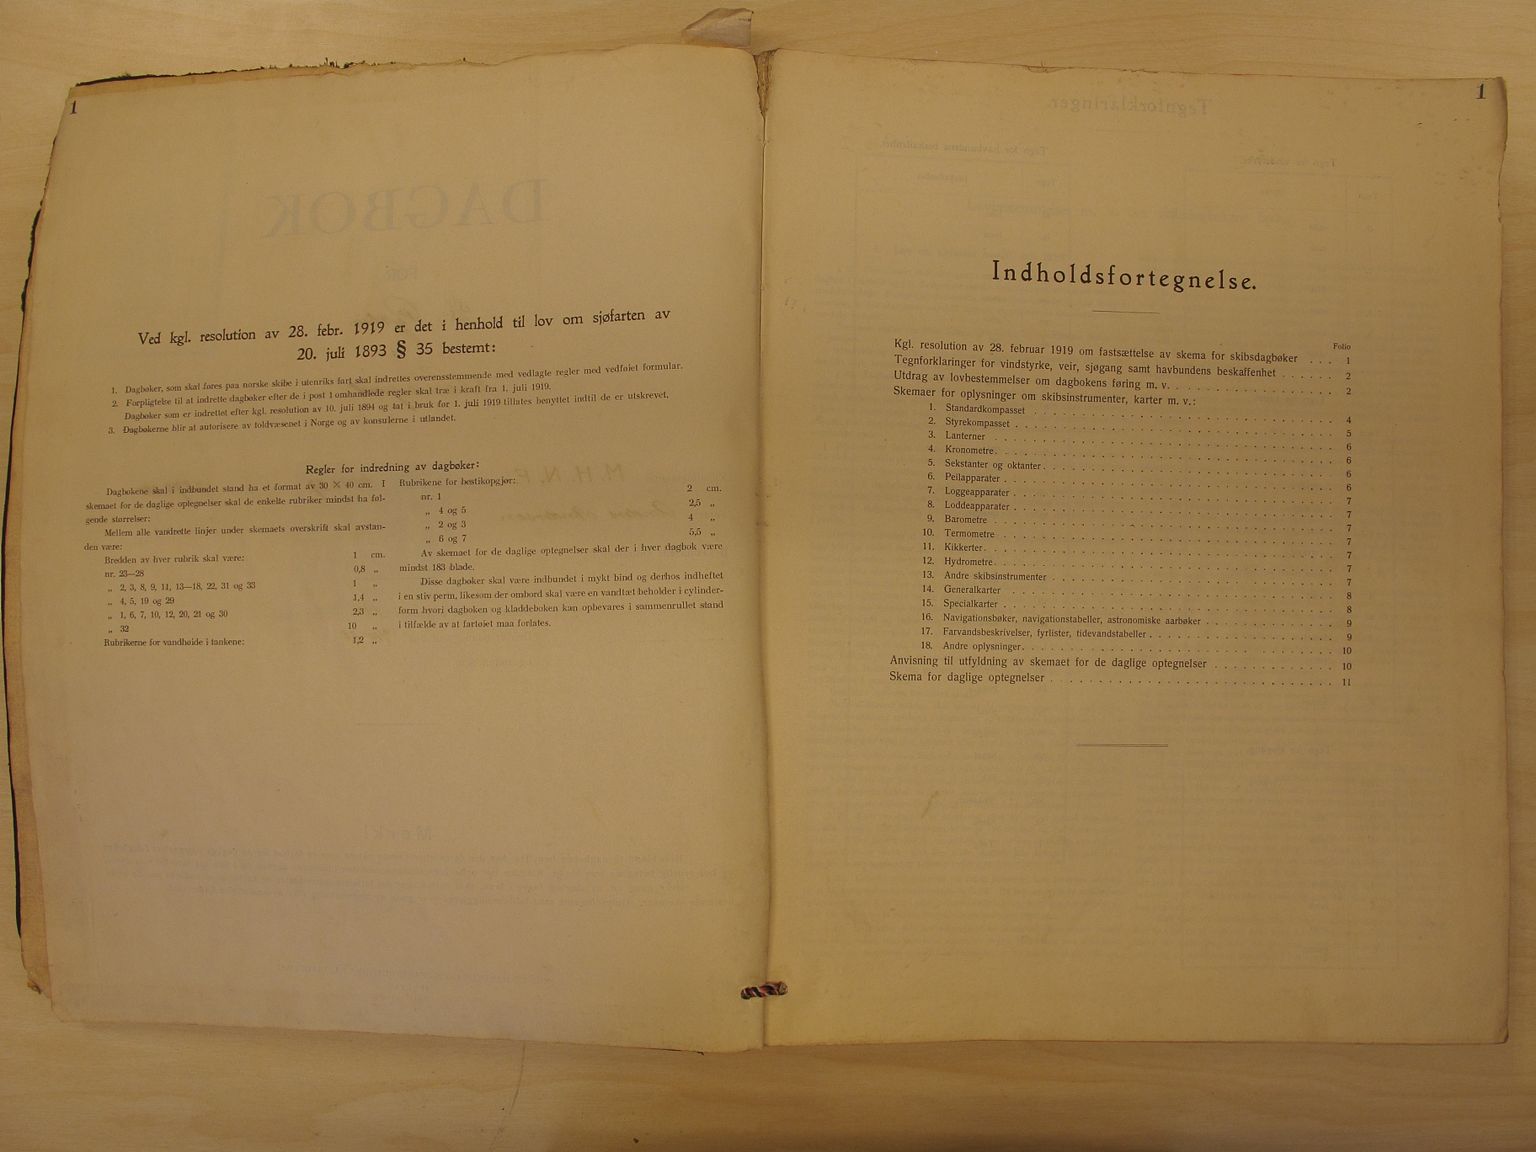 1
Ved kgl. resolution av 28. febr. 1919 er det i henhold til lov om sjøfarten av
20. juli 1893 § 35 bestemt:
1. Dagbøker, som skal føres paa norske skibe i utenriks fart skal indrettes overensstemmende med vedlagte regler med vedføiet formular.
2. Forpligtelse til at indrette dagbøker efter de i post 1 omhandlede regler skal træ i kraft fra 1. juli 1919.
Dagbøker som er indrettet efter kgl. resolution av 10. juli 1894 og tat i bruk før 1. juli 1919 tillates benyttet indtil de er utskrevet.
3. Dagbøkerne blir at autorisere av toldvæsenet i Norge og av konsulerne i utlandet.
Regler for indredning av dagbøker:
Dagbøkene skal i indbundet stand ha et format av 30 × 40 cm. I
skemaet for de daglige optegnelser skal de enkelte rubriker mindst ha føl-
gende størrelser:
Mellem alle vandrette linjer under skemaets overskrift skal avstan-
den være: 1 cm.
Bredden av hver rubrik skal være:
nr. 23—28 0,8 „
„ 2, 3, 8, 9, 11, 13—18, 22, 31 og 33 1 „
„ 4, 5, 19 og 29 1,4 „
„ 1, 6, 7, 10, 12, 20, 21 og 30 2,3 „
„ 32 10 „
Rubrikerne for vandhøide i tankene: 1,2 „
Rubrikene for bestikopgjør:
nr. 1 2 cm.
„ 4 og 5 2,5 „
„ 2 og 3 4 „
„ 6 og 7 5,5 „
Av skemaet for de daglige optegnelser skal der i hver dagbok være
mindst 183 blade.
Disse dagbøker skal være indbundet i mykt bind og derhos indheftet
i en stiv perm, likesom der ombord skal være en vandtæt beholder i cylinder-
form hvori dagboken og kladdeboken kan opbevares i sammenrullet stand
i tilfælde av at fartøiet maa forlates.
1
Indholdsfortegnelse.
Folio
Kgl. resolution av 28. februar 1919 om fastsættelse av skema for skibsdagbøker . . . 1
Tegnforklaringer for vindstyrke, veir, sjøgang samt havbundens beskaffenhet . . . . . . 2
Utdrag av lovbestemmelser om dagbokens føring m. v. . . . . . . . . . . . . . . 2
Skemaer for oplysninger om skibsinstrumenter, karter m. v.:
1. Standardkompasset . . . . . . . . . . . . . . . . . . . . 4
2. Styrekompasset . . . . . . . . . . . . . . . . . . . . 5
3. Lanterner . . . . . . . . . . . . . . . . . . . . 6
4. Kronometre . . . . . . . . . . . . . . . . . . . . 6
5. Sekstanter og oktanter . . . . . . . . . . . . . . . . . . . . 6
6. Peilapparater . . . . . . . . . . . . . . . . . . . . 6
7. Loggeapparater . . . . . . . . . . . . . . . . . . . . 7
8. Loddeapparater . . . . . . . . . . . . . . . . . . . . 7
9. Barometre . . . . . . . . . . . . . . . . . . . . 7
10. Termometre . . . . . . . . . . . . . . . . . . . . 7
11. Kikkerter . . . . . . . . . . . . . . . . . . . . 7
12. Hydrometre . . . . . . . . . . . . . . . . . . . . 7
13. Andre skibsinstrumenter . . . . . . . . . . . . . . . . . . . . 7
14. Generalkarter . . . . . . . . . . . . . . . . . . . . 8
15. Specialkarter . . . . . . . . . . . . . . . . . . . . 8
16. Navigationsbøker, navigationstabeller, astronomiske aarbøker . . . . . . . . . . 9
17. Farvandsbeskrivelser, fyrlister, tidevandstabeller . . . . . . . . . . . . . . 9
18. Andre oplysninger . . . . . . . . . . . . . . . . . . . . 10
Anvisning til utfyldning av skemaet for de daglige optegnelser . . . . . . . . . . . 10
Skema for daglige optegnelser . . . . . . . . . . . . . . . . . . . . 11